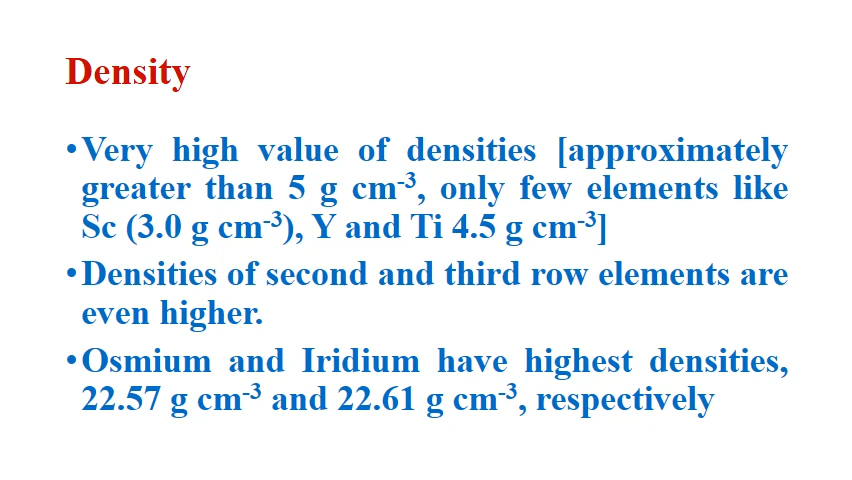 Density
•Very high value of densities [approximately
greater than 5 g cm⁻³, only few elements like
Sc (3.0 g cm⁻³), Y and Ti 4.5 g cm⁻³]
•Densities of second and third row elements are
even higher.
•Osmium and Iridium have highest densities,
22.57 g cm⁻³ and 22.61 g cm⁻³, respectively